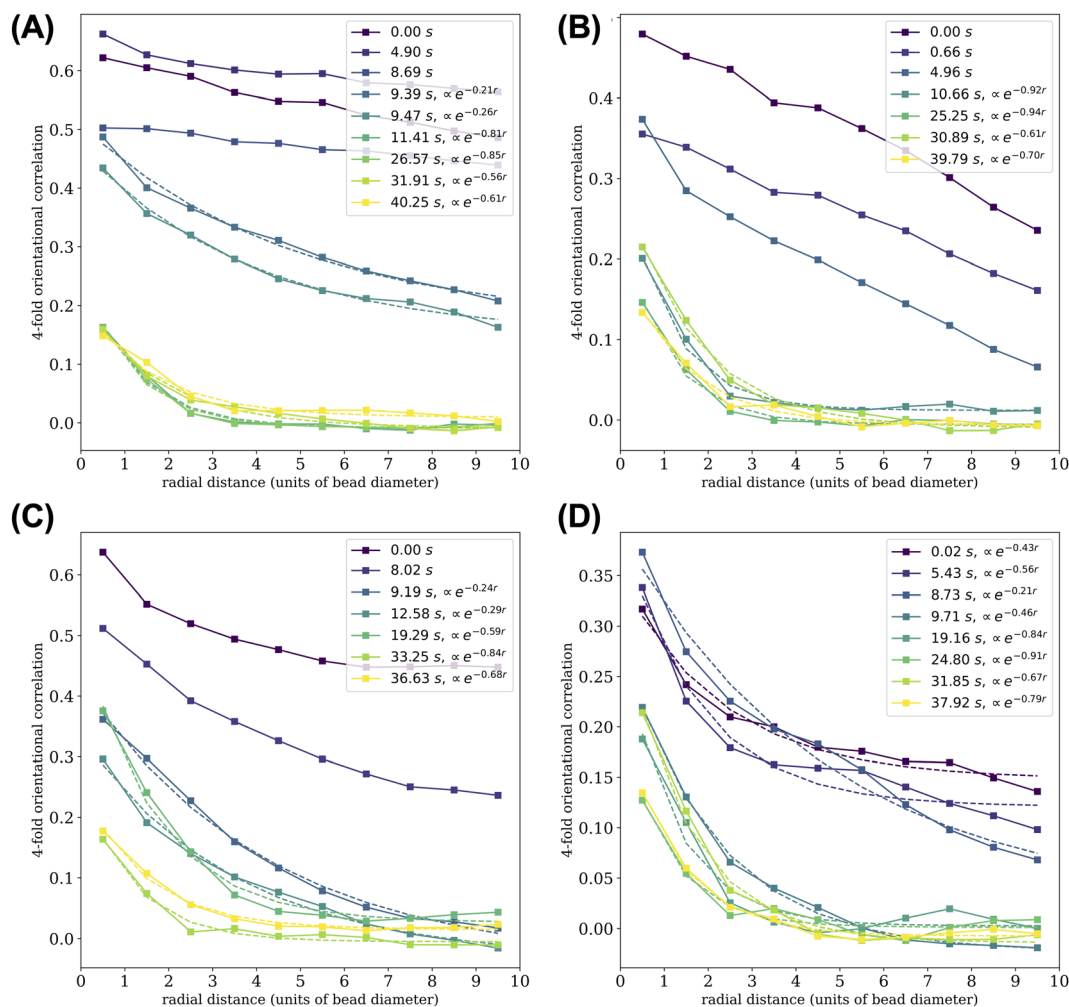 (A)
0.6
0.5
0.4
0.3
0.2
0.1
0.0
4-fold orientational correlation
0.00 s
4.90 s
8.69 s
9.39 s, ∝ e^{−0.21r}
9.47 s, ∝ e^{−0.26r}
11.41 s, ∝ e^{−0.81r}
26.57 s, ∝ e^{−0.85r}
31.91 s, ∝ e^{−0.56r}
40.25 s, ∝ e^{−0.61r}
0 1 2 3 4 5 6 7 8 9 10
radial distance (units of bead diameter)
(B)
0.4
0.3
0.2
0.1
0.0
4-fold orientational correlation
0.00 s
0.66 s
4.96 s
10.66 s, ∝ e^{−0.92r}
25.25 s, ∝ e^{−0.94r}
30.89 s, ∝ e^{−0.61r}
39.79 s, ∝ e^{−0.70r}
0 1 2 3 4 5 6 7 8 9 10
radial distance (units of bead diameter)
(C)
0.6
0.5
0.4
0.3
0.2
0.1
0.0
4-fold orientational correlation
0.00 s
8.02 s
9.19 s, ∝ e^{−0.24r}
12.58 s, ∝ e^{−0.29r}
19.29 s, ∝ e^{−0.59r}
33.25 s, ∝ e^{−0.84r}
36.63 s, ∝ e^{−0.68r}
0 1 2 3 4 5 6 7 8 9 10
radial distance (units of bead diameter)
(D)
0.35
0.30
0.25
0.20
0.15
0.10
0.05
0.00
4-fold orientational correlation
0.02 s, ∝ e^{−0.43r}
5.43 s, ∝ e^{−0.56r}
8.73 s, ∝ e^{−0.21r}
9.71 s, ∝ e^{−0.46r}
19.16 s, ∝ e^{−0.84r}
24.80 s, ∝ e^{−0.91r}
31.85 s, ∝ e^{−0.67r}
37.92 s, ∝ e^{−0.79r}
0 1 2 3 4 5 6 7 8 9 10
radial distance (units of bead diameter)